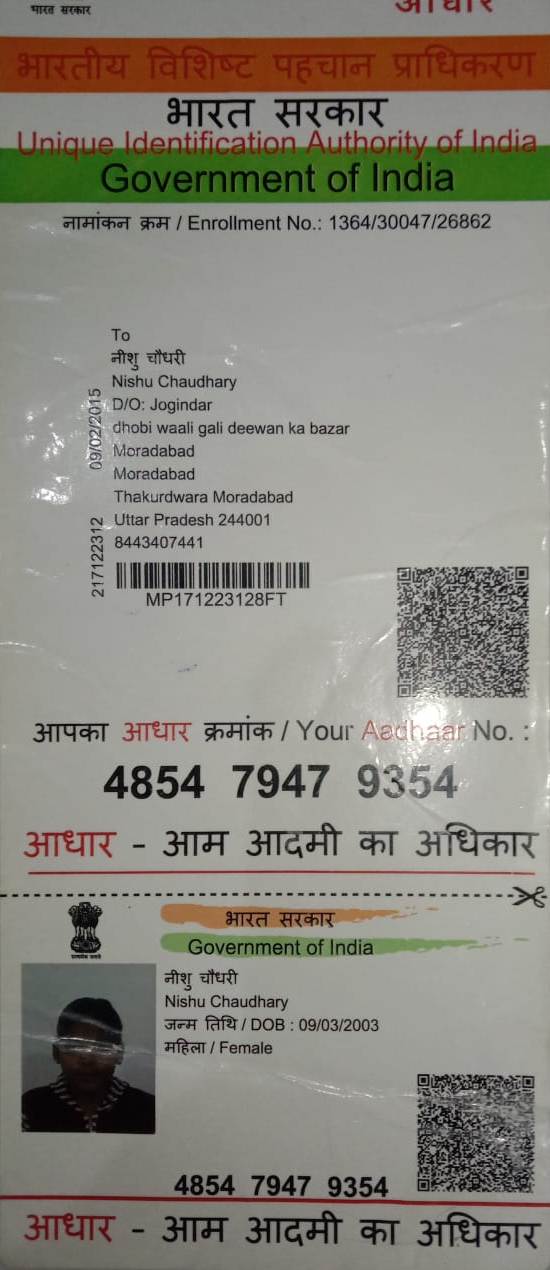 भारत सरकार
आधार
भारतीय विशिष्ट पहचान प्राधिकरण
भारत सरकार
Unique Identification Authority of India
Government of India
नामांकन क्रम / Enrollment No.: 1364/30047/26862
To
नीशु चौधरी
Nishu Chaudhary
D/O: Jogindar
dhobi waali gali deewan ka bazar
Moradabad
Moradabad
Thakurdwara Moradabad
Uttar Pradesh 244001
8443407441
217122312 09/02/2015
MP171223128FT
आपका आधार क्रमांक / Your Aadhaar No. :
4854 7947 9354
आधार - आम आदमी का अधिकार
भारत सरकार
Government of India
नीशु चौधरी
Nishu Chaudhary
जन्म तिथि / DOB : 09/03/2003
महिला / Female
4854 7947 9354
आधार - आम आदमी का अधिकार